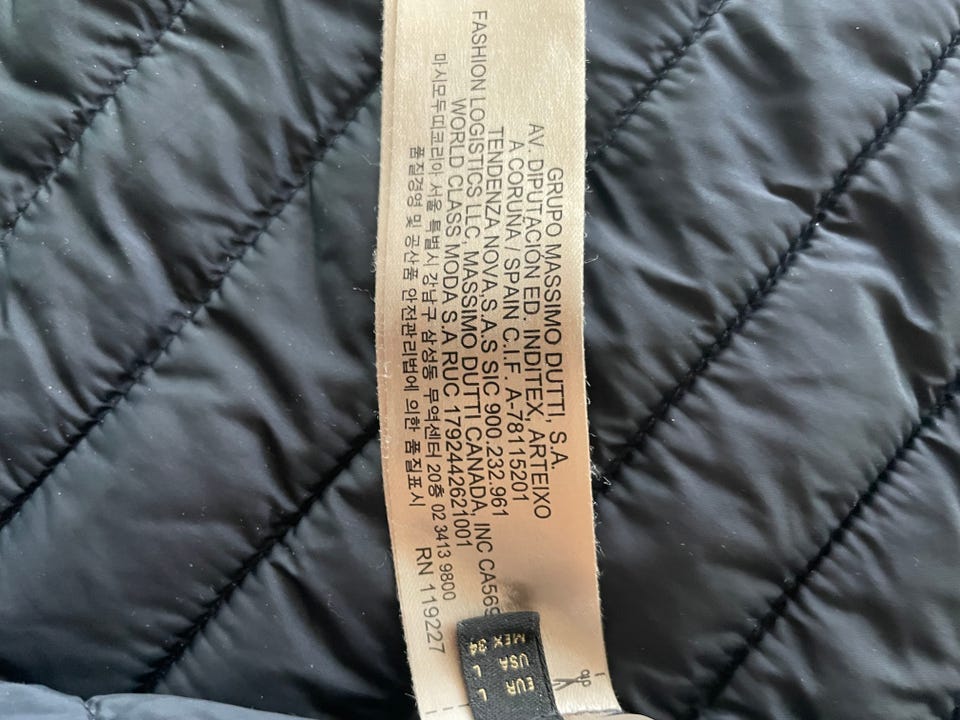 GRUPO MASSIMO DUTTI, S.A.
AV. DIPUTACIÓN ED. INDITEX, ARTEIXO
A CORUNA / SPAIN C.I.F. A-78115201
TENDENZA NOVA,S.A.S SIC 900.232.961
FASHION LOGISTICS LLC, MASSIMO DUTTI CANADA, INC CA569
WORLD CLASS MODA S.A RUC 1792442621001
마시모두띠코리아 서울 특별시 강남구 삼성동 무역센터 20층 02 3413 9800
품질경영 및 공산품 안전관리법에 의한 품질표시
RN 119227
EUR L
USA L
MEX 34